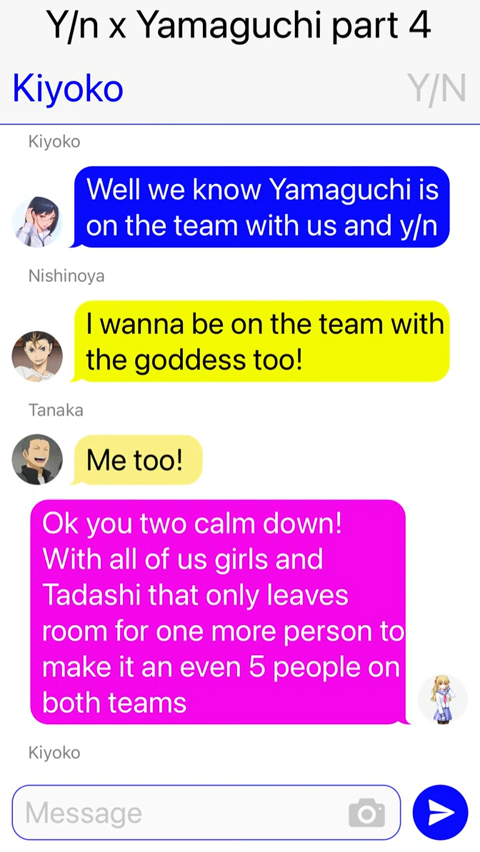 Y/n x Yamaguchi part 4
Kiyoko
Y/N
Kiyoko
Well we know Yamaguchi is
on the team with us and y/n
Nishinoya
I wanna be on the team with
the goddess too!
Tanaka
Me too!
Ok you two calm down!
With all of us girls and
Tadashi that only leaves
room for one more person to
make it an even 5 people on
both teams
Kiyoko
Message